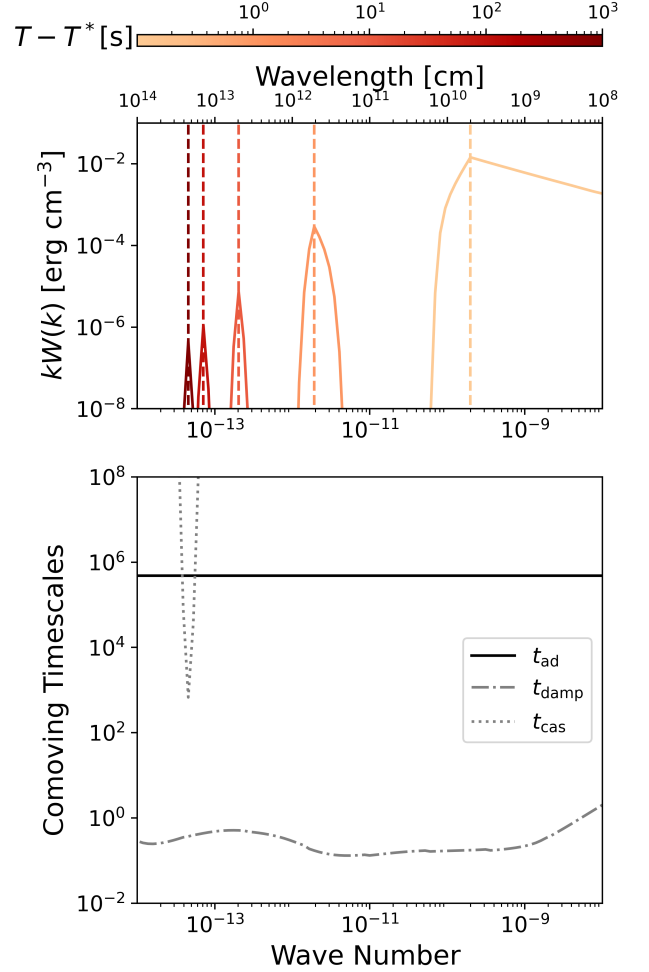 T − T* [s]
10⁰ 10¹ 10² 10³
Wavelength [cm]
10¹⁴ 10¹³ 10¹² 10¹¹ 10¹⁰ 10⁹ 10⁸
kW(k) [erg cm⁻³]
10⁻²
10⁻⁴
10⁻⁶
10⁻⁸
10⁻¹³ 10⁻¹¹ 10⁻⁹
Comoving Timescales
10⁸
10⁶
10⁴
10²
10⁰
10⁻²
t_ad
t_damp
t_cas
10⁻¹³ 10⁻¹¹ 10⁻⁹
Wave Number